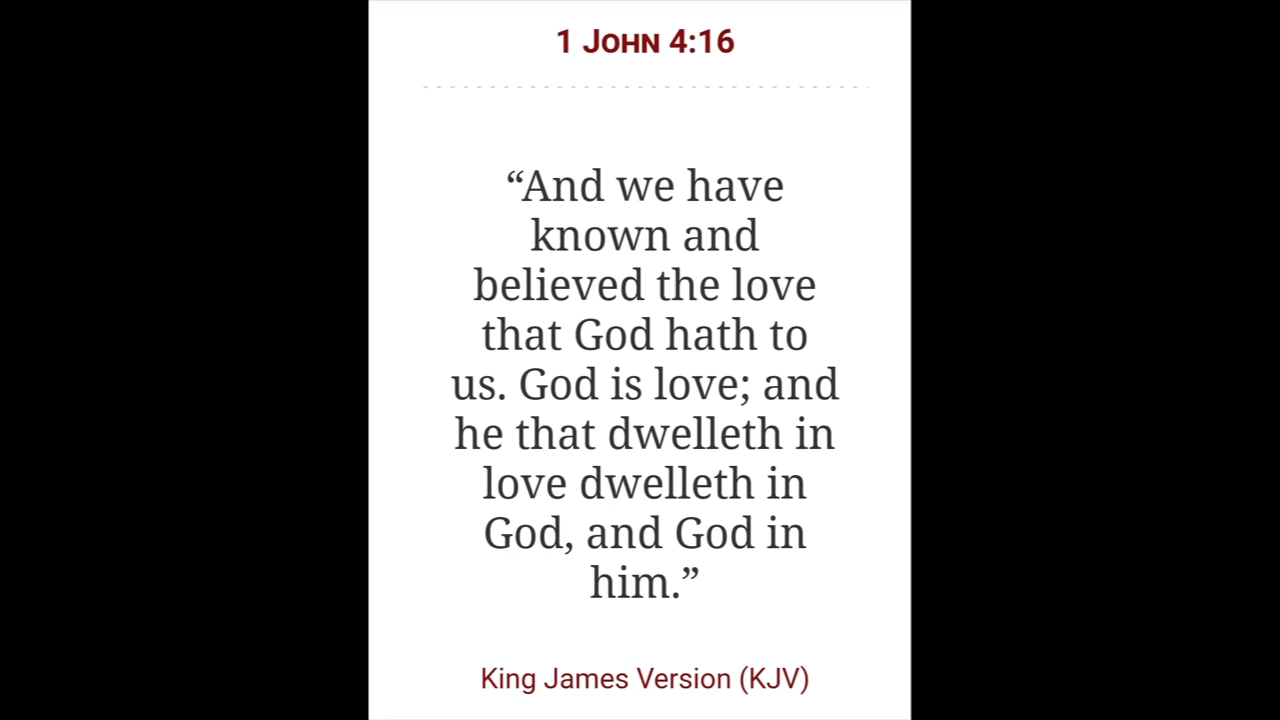 1 John 4:16
“And we have
known and
believed the love
that God hath to
us. God is love; and
he that dwelleth in
love dwelleth in
God, and God in
him.”
King James Version (KJV)